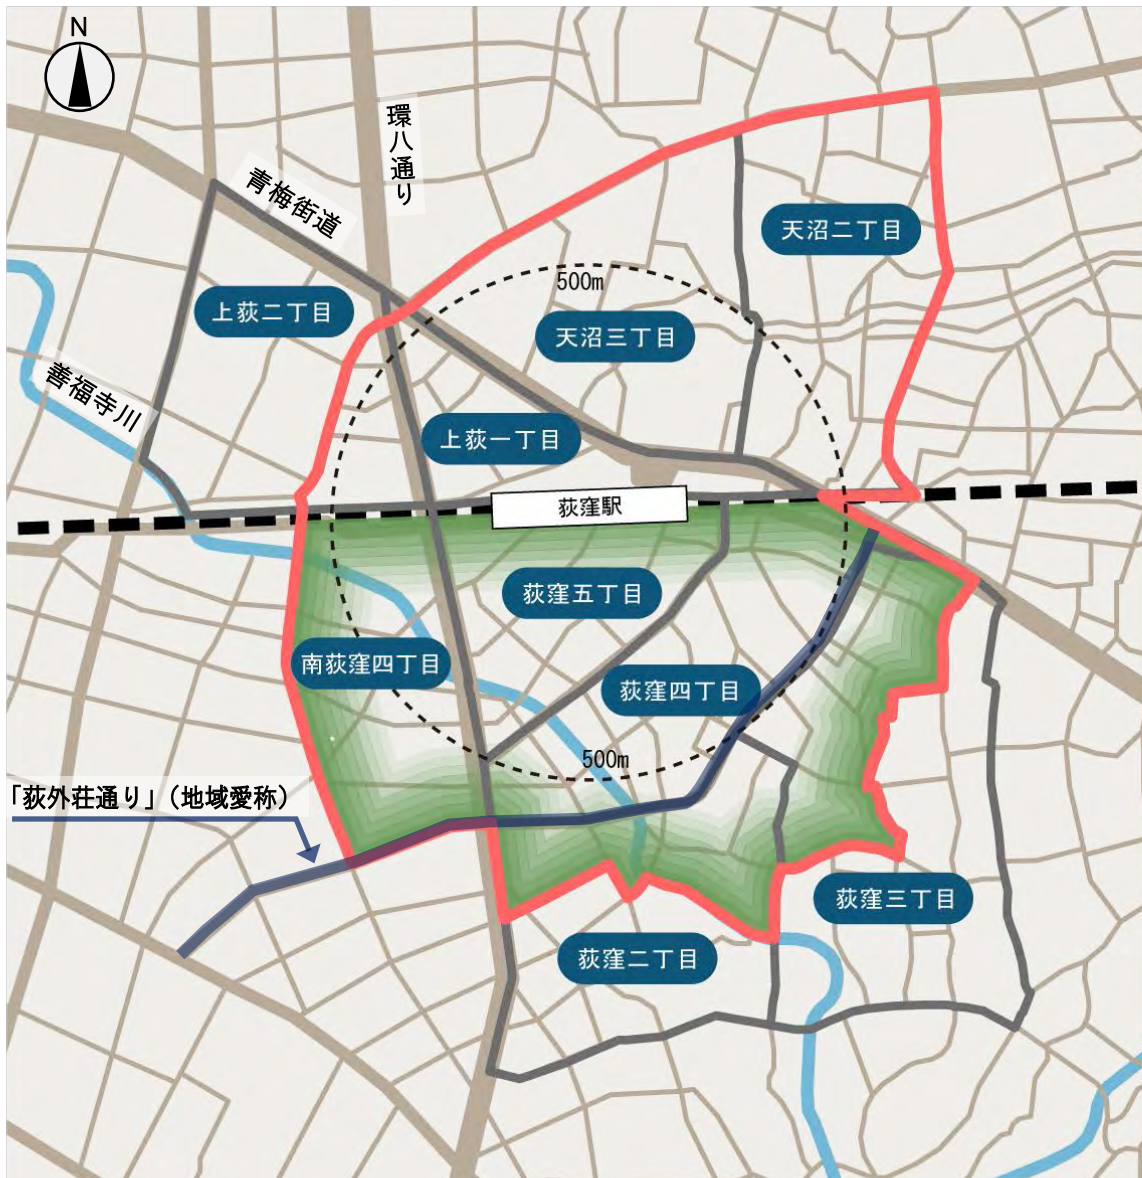 N
環八通り
青梅街道
天沼二丁目
500m
上荻二丁目
天沼三丁目
善福寺川
上荻一丁目
荻窪駅
荻窪五丁目
南荻窪四丁目
荻窪四丁目
500m
「荻外荘通り」（地域愛称）
荻窪三丁目
荻窪二丁目